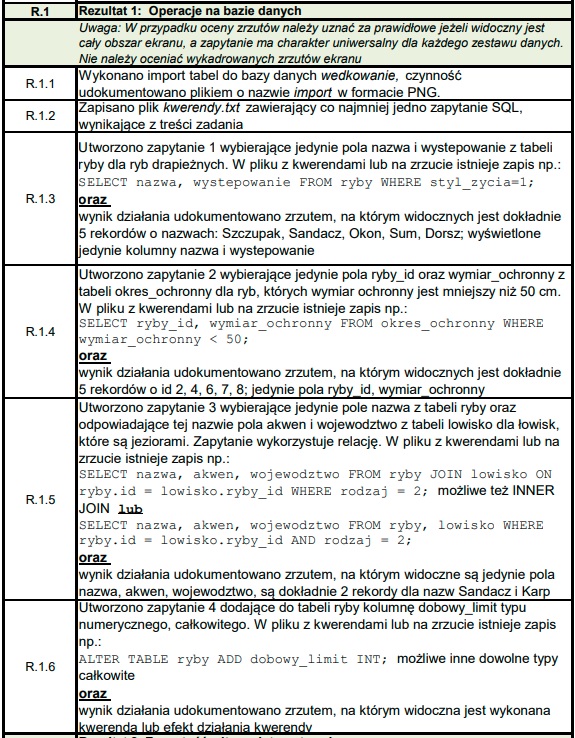 R.1
Rezultat 1: Operacje na bazie danych
Uwaga: W przypadku oceny zrzutów należy uznać za prawidłowe jeżeli widoczny jest
cały obszar ekranu, a zapytanie ma charakter uniwersalny dla każdego zestawu danych.
Nie należy oceniać wykadrowanych zrzutów ekranu
R.1.1
Wykonano import tabel do bazy danych wedkowanie, czynność
udokumentowano plikiem o nazwie import w formacie PNG.
R.1.2
Zapisano plik kwerendy.txt zawierający co najmniej jedno zapytanie SQL,
wynikające z treści zadania
R.1.3
Utworzono zapytanie 1 wybierające jedynie pola nazwa i wystepowanie z tabeli
ryby dla ryb drapieżnych. W pliku z kwerendami lub na zrzucie istnieje zapis np.:
SELECT nazwa, wystepowanie FROM ryby WHERE styl_zycia=1;
oraz
wynik działania udokumentowano zrzutem, na którym widocznych jest dokładnie
5 rekordów o nazwach: Szczupak, Sandacz, Okon, Sum, Dorsz; wyświetlone
jedynie kolumny nazwa i wystepowanie
R.1.4
Utworzono zapytanie 2 wybierające jedynie pola ryby_id oraz wymiar_ochronny z
tabeli okres_ochronny dla ryb, których wymiar ochronny jest mniejszy niż 50 cm.
W pliku z kwerendami lub na zrzucie istnieje zapis np.:
SELECT ryby_id, wymiar_ochronny FROM okres_ochronny WHERE
wymiar_ochronny < 50;
oraz
wynik działania udokumentowano zrzutem, na którym widocznych jest dokładnie
5 rekordów o id 2, 4, 6, 7, 8; jedynie pola ryby_id, wymiar_ochronny
R.1.5
Utworzono zapytanie 3 wybierające jedynie pole nazwa z tabeli ryby oraz
odpowiadające tej nazwie pola akwen i wojewodztwo z tabeli lowisko dla łowisk,
które są jeziorami. Zapytanie wykorzystuje relację. W pliku z kwerendami lub na
zrzucie istnieje zapis np.:
SELECT nazwa, akwen, wojewodztwo FROM ryby JOIN lowisko ON
ryby.id = lowisko.ryby_id WHERE rodzaj = 2; możliwe też INNER
JOIN lub
SELECT nazwa, akwen, wojewodztwo FROM ryby, lowisko WHERE
ryby.id = lowisko.ryby_id AND rodzaj = 2;
oraz
wynik działania udokumentowano zrzutem, na którym widoczne są jedynie pola
nazwa, akwen, wojewodztwo, są dokładnie 2 rekordy dla nazw Sandacz i Karp
R.1.6
Utworzono zapytanie 4 dodające do tabeli ryby kolumnę dobowy_limit typu
numerycznego, całkowitego. W pliku z kwerendami lub na zrzucie istnieje zapis
np.:
ALTER TABLE ryby ADD dobowy_limit INT; możliwe inne dowolne typy
całkowite
oraz
wynik działania udokumentowano zrzutem, na którym widoczna jest wykonana
kwerenda lub efekt działania kwerendy